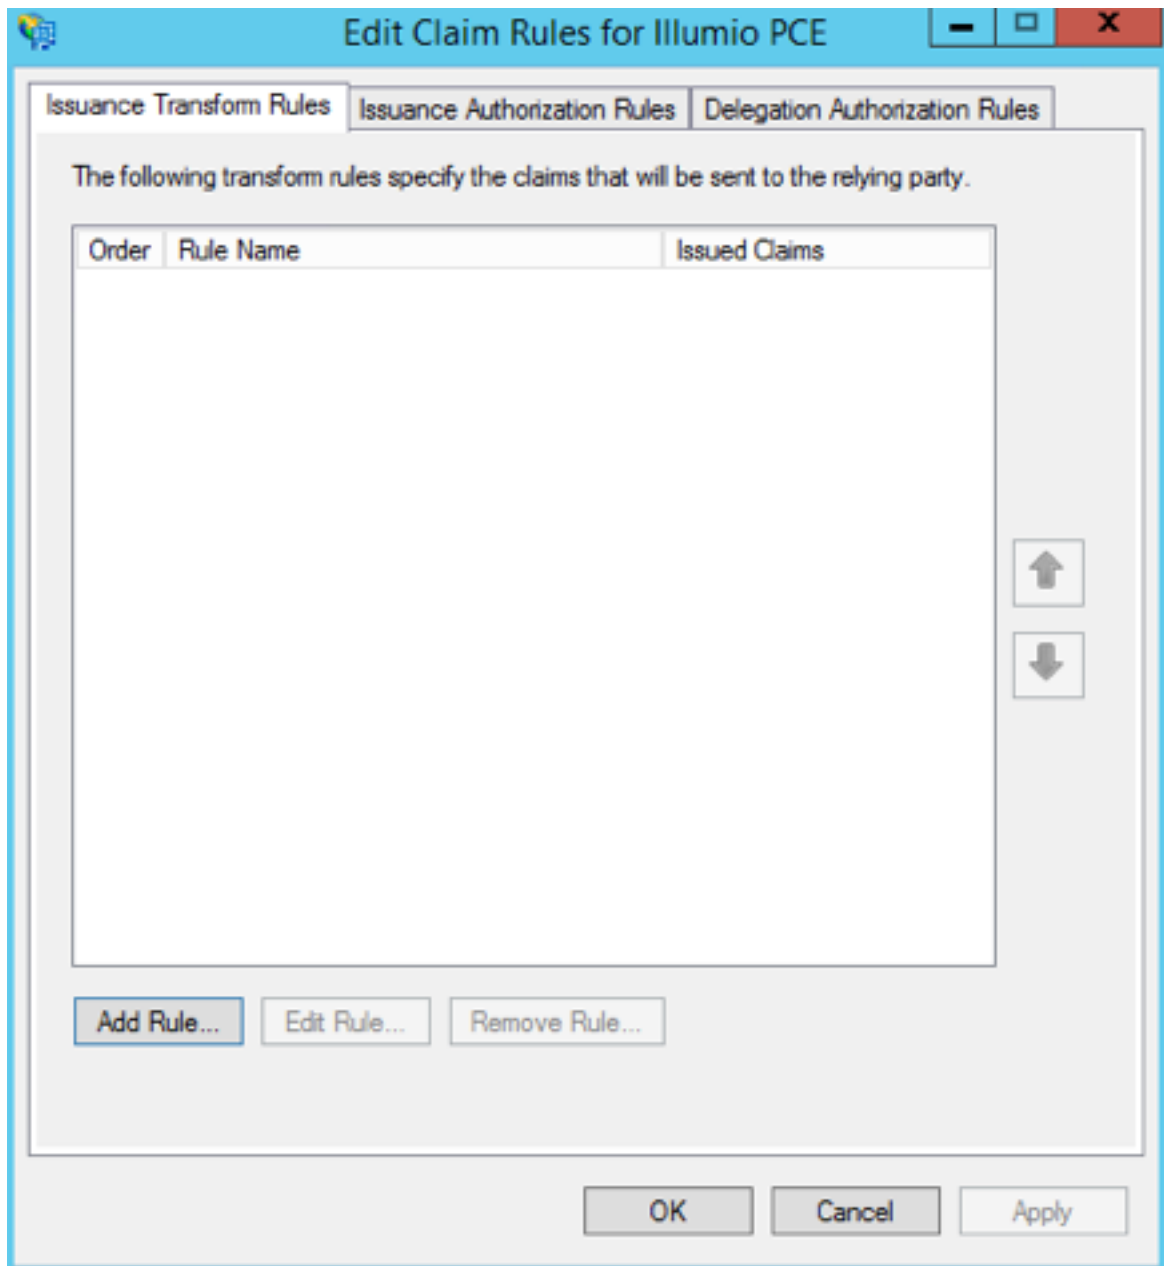 Edit Claim Rules for Illumio PCE
Issuance Transform Rules Issuance Authorization Rules Delegation Authorization Rules
The following transform rules specify the claims that will be sent to the relying party.
Order Rule Name Issued Claims
Add Rule... Edit Rule... Remove Rule...
OK Cancel Apply